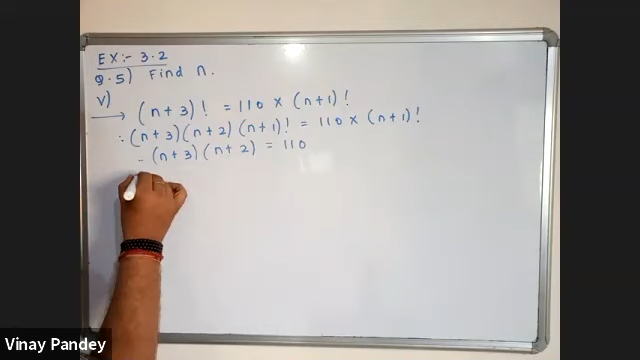 EX:- 3.2
Q.5) Find n.
v)
→ (n+3)! = 110 × (n+1)!
∴ (n+3)(n+2)(n+1)! = 110 × (n+1)!
(n+3)(n+2) = 110
Vinay Pandey